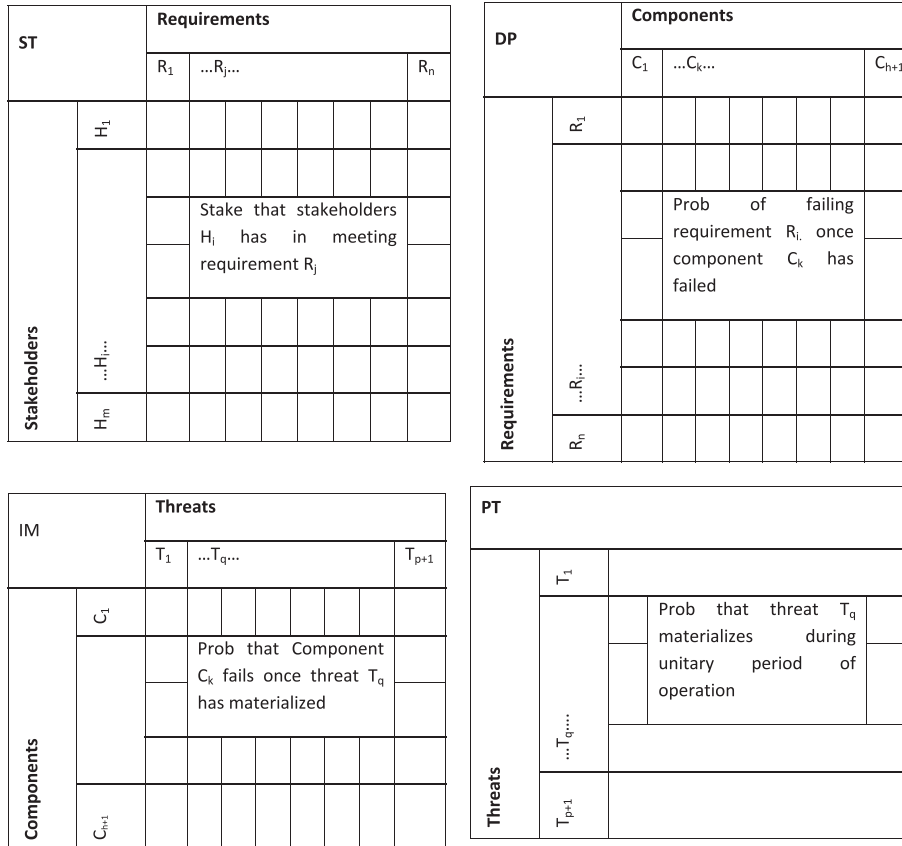 ST
Requirements
R1 ...Rj... Rn
Stakeholders
H1
Stake that stakeholders
Hi has in meeting
requirement Rj
...Hi...
Hm
DP
Components
C1 ...Ck... Ch+1
Requirements
R1
Prob of failing
requirement Ri. once
component Ck has
failed
...Ri...
Rn
IM
Threats
T1 ...Tq... Tp+1
Components
C1
Prob that Component
Ck fails once threat Tq
has materialized
Ch+1
PT
Threats
T1
Prob that threat Tq
materializes during
unitary period of
operation
...Tq....
Tp+1